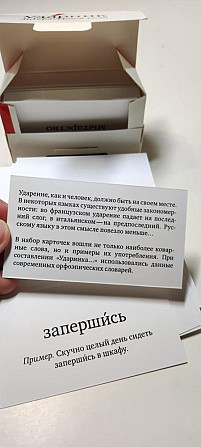 мытарство
Ударение, как и человек, должно быть на своем месте.
В некоторых языках существуют удобные закономер-
ности: во французском ударение падает на послед-
ний слог, в итальянском — на предпоследний. Рус-
скому языку в этом смысле повезло меньше...
В набор карточек вошли не только наиболее ковар-
ные слова, но и примеры их употребления. При
составлении «Ударника...» использовались данные
современных орфоэпических словарей.
заперши́сь
Пример. Скучно целый день сидеть
заперши́сь в шкафу.